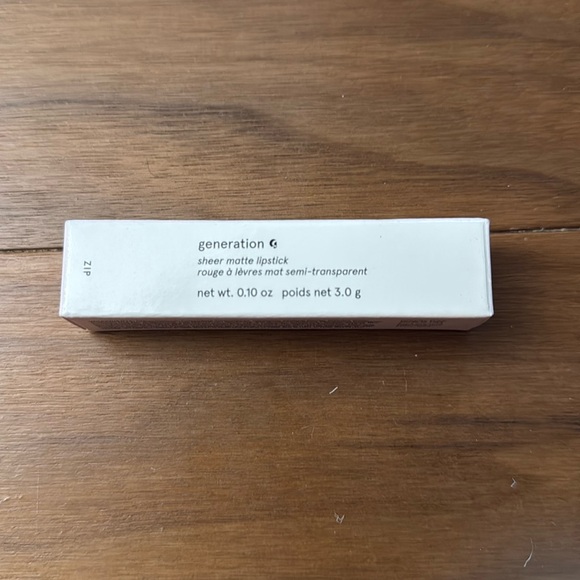 ZIP
generation G
sheer matte lipstick
rouge à lèvres mat semi-transparent
net wt. 0.10 oz poids net 3.0 g